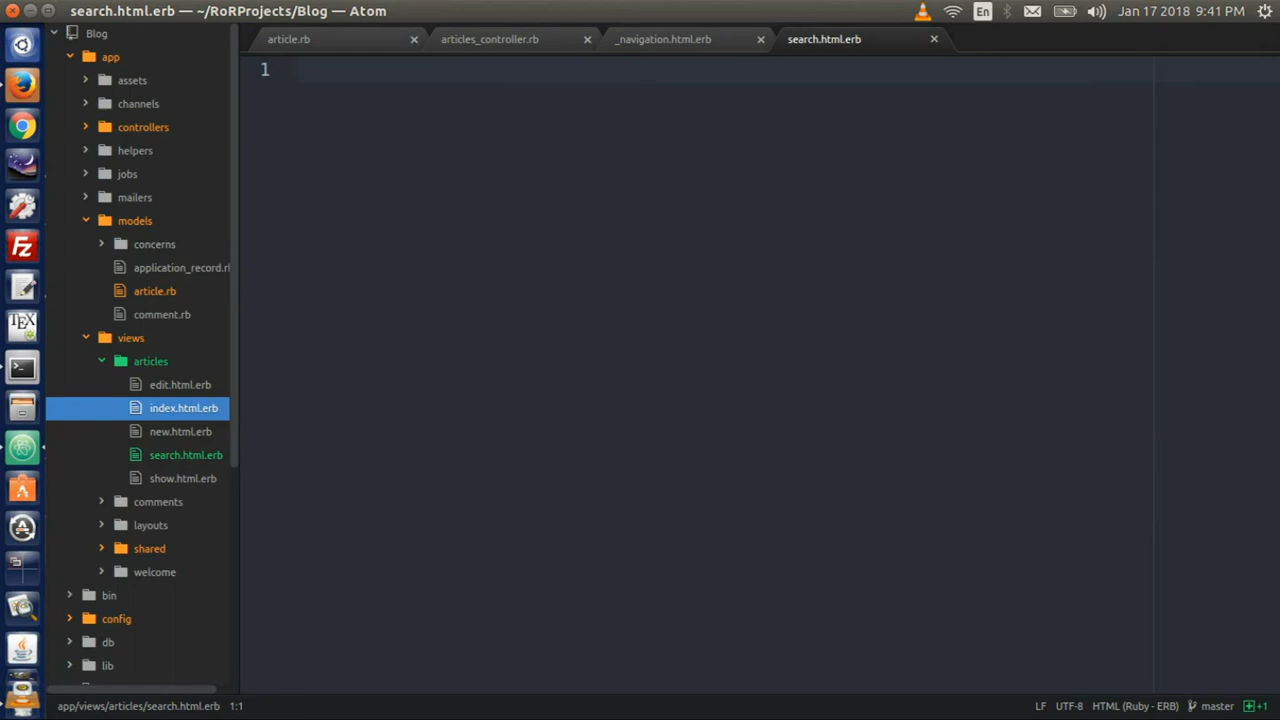 search.html.erb — ~/RoRProjects/Blog — Atom
En
Jan 17 2018 9:41 PM
Blog
app
assets
channels
controllers
helpers
jobs
mailers
models
concerns
application_record.r
article.rb
comment.rb
views
articles
edit.html.erb
index.html.erb
new.html.erb
search.html.erb
show.html.erb
comments
layouts
shared
welcome
bin
config
db
lib
article.rb
articles_controller.rb
_navigation.html.erb
search.html.erb
1
TEX
Fz
app/views/articles/search.html.erb 1:1
LF UTF-8 HTML (Ruby - ERB) master +1